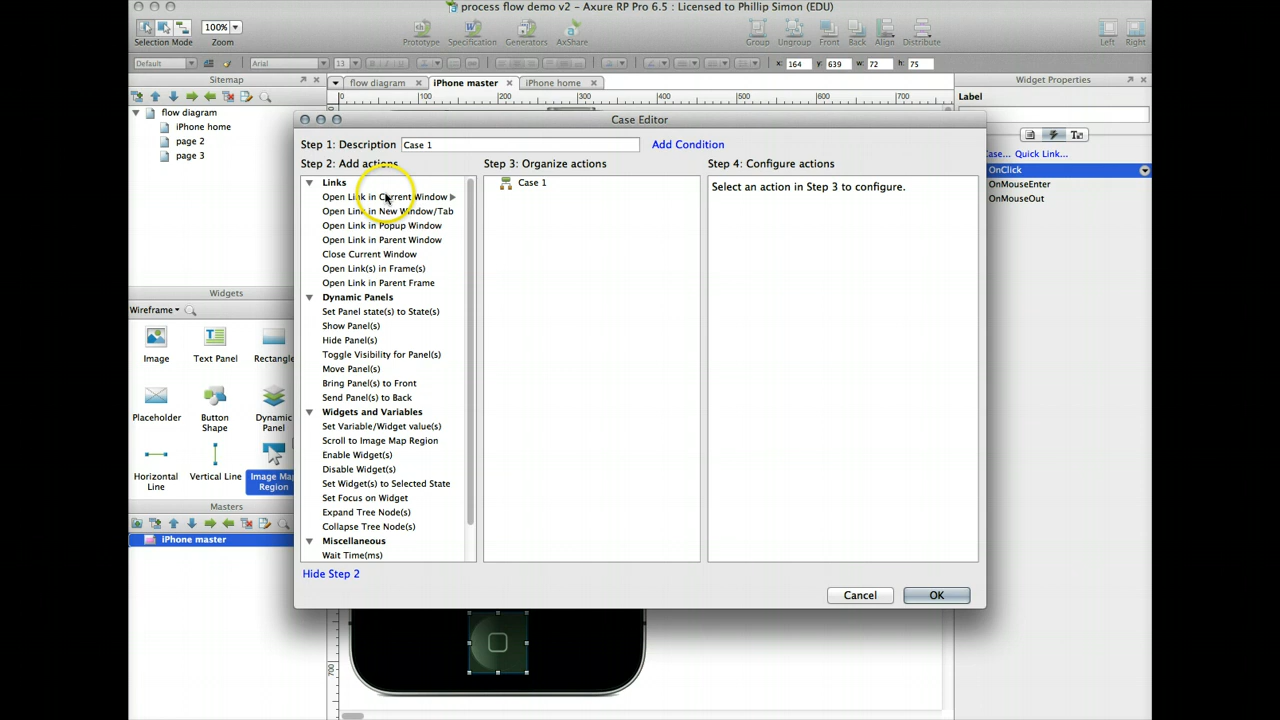 process flow demo v2 - Axure RP Pro 6.5 : Licensed to Phillip Simon (EDU)
100%
Selection Mode
Zoom
Prototype
Specification
Generators
AxShare
Group
Ungroup
Front
Back
Align
Distribute
Left
Right
Default
Arial
13
B I U
x: 164
y: 639
w: 72
h: 75
Sitemap
flow diagram
iPhone master
iPhone home
Widget Properties
0
100
200
300
400
500
600
700
Label
flow diagram
iPhone home
page 2
page 3
Case Editor
Step 1: Description
Case 1
Add Condition
Step 2: Add actions
Step 3: Organize actions
Step 4: Configure actions
Links
Open Link in Current Window
Open Link in New Window/Tab
Open Link in Popup Window
Open Link in Parent Window
Close Current Window
Open Link(s) in Frame(s)
Open Link in Parent Frame
Dynamic Panels
Set Panel state(s) to State(s)
Show Panel(s)
Hide Panel(s)
Toggle Visibility for Panel(s)
Move Panel(s)
Bring Panel(s) to Front
Send Panel(s) to Back
Widgets and Variables
Set Variable/Widget value(s)
Scroll to Image Map Region
Enable Widget(s)
Disable Widget(s)
Set Widget(s) to Selected State
Set Focus on Widget
Expand Tree Node(s)
Collapse Tree Node(s)
Miscellaneous
Wait Time(ms)
Case 1
Select an action in Step 3 to configure.
Hide Step 2
Cancel
OK
Case... Quick Link...
OnClick
OnMouseEnter
OnMouseOut
Widgets
Wireframe
Image
Text Panel
Rectangle
Placeholder
Button
Shape
Dynamic
Panel
Horizontal
Line
Vertical Line
Image Map
Region
Masters
iPhone master
700